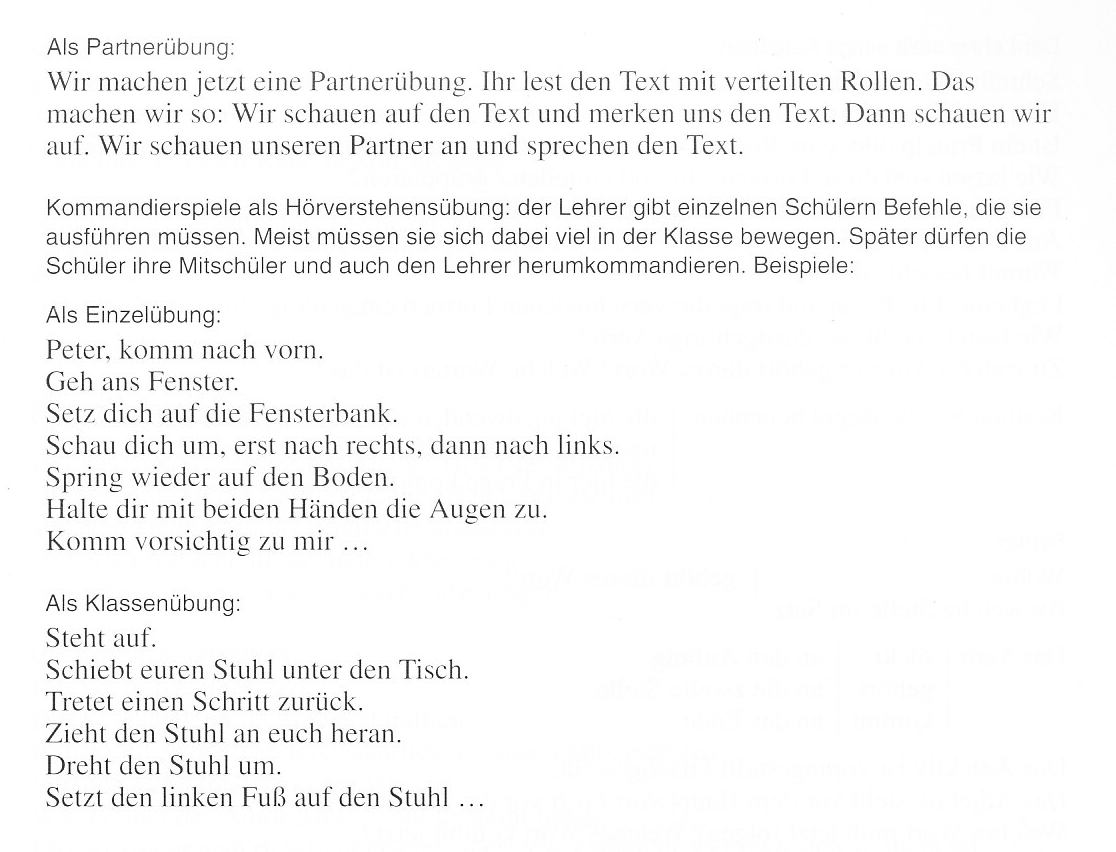 Als Partnerübung:
Wir machen jetzt eine Partnerübung. Ihr lest den Text mit verteilten Rollen. Das
machen wir so: Wir schauen auf den Text und merken uns den Text. Dann schauen wir
auf. Wir schauen unseren Partner an und sprechen den Text.
Kommandierspiele als Hörverstehensübung: der Lehrer gibt einzelnen Schülern Befehle, die sie
ausführen müssen. Meist müssen sie sich dabei viel in der Klasse bewegen. Später dürfen die
Schüler ihre Mitschüler und auch den Lehrer herumkommandieren. Beispiele:
Als Einzelübung:
Peter, komm nach vorn.
Geh ans Fenster.
Setz dich auf die Fensterbank.
Schau dich um, erst nach rechts, dann nach links.
Spring wieder auf den Boden.
Halte dir mit beiden Händen die Augen zu.
Komm vorsichtig zu mir …
Als Klassenübung:
Steht auf.
Schiebt euren Stuhl unter den Tisch.
Tretet einen Schritt zurück.
Zieht den Stuhl an euch heran.
Dreht den Stuhl um.
Setzt den linken Fuß auf den Stuhl …